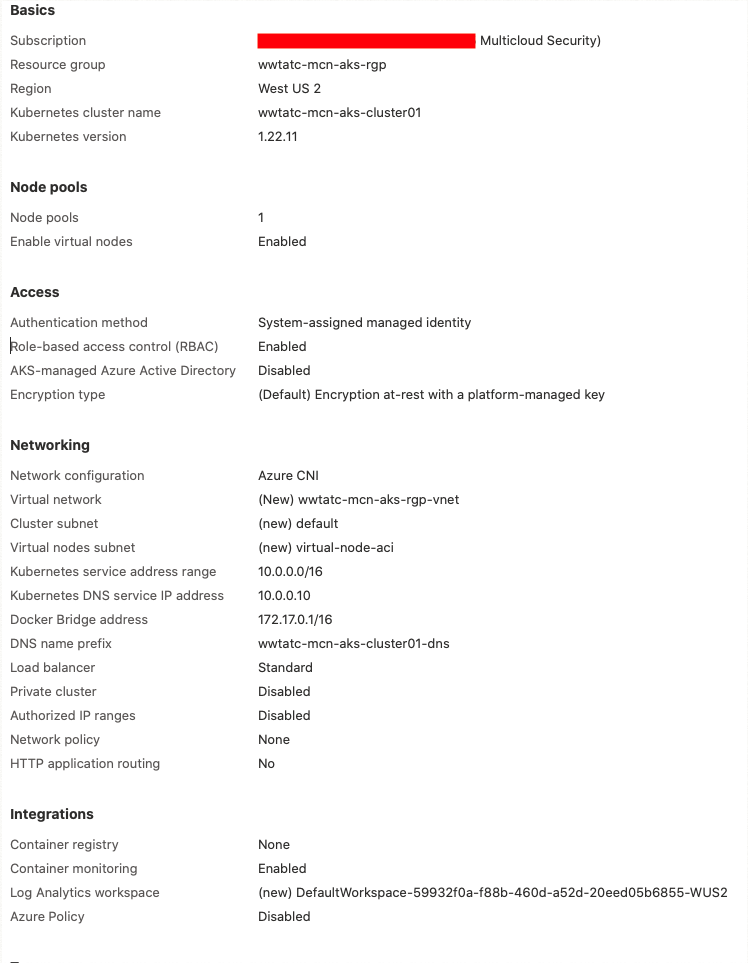 Basics
Subscription Multicloud Security)
Resource group wwtatc-mcn-aks-rgp
Region West US 2
Kubernetes cluster name wwtatc-mcn-aks-cluster01
Kubernetes version 1.22.11
Node pools
Node pools 1
Enable virtual nodes Enabled
Access
Authentication method System-assigned managed identity
Role-based access control (RBAC) Enabled
AKS-managed Azure Active Directory Disabled
Encryption type (Default) Encryption at-rest with a platform-managed key
Networking
Network configuration Azure CNI
Virtual network (New) wwtatc-mcn-aks-rgp-vnet
Cluster subnet (new) default
Virtual nodes subnet (new) virtual-node-aci
Kubernetes service address range 10.0.0.0/16
Kubernetes DNS service IP address 10.0.0.10
Docker Bridge address 172.17.0.1/16
DNS name prefix wwtatc-mcn-aks-cluster01-dns
Load balancer Standard
Private cluster Disabled
Authorized IP ranges Disabled
Network policy None
HTTP application routing No
Integrations
Container registry None
Container monitoring Enabled
Log Analytics workspace (new) DefaultWorkspace-59932f0a-f88b-460d-a52d-20eed05b6855-WUS2
Azure Policy Disabled